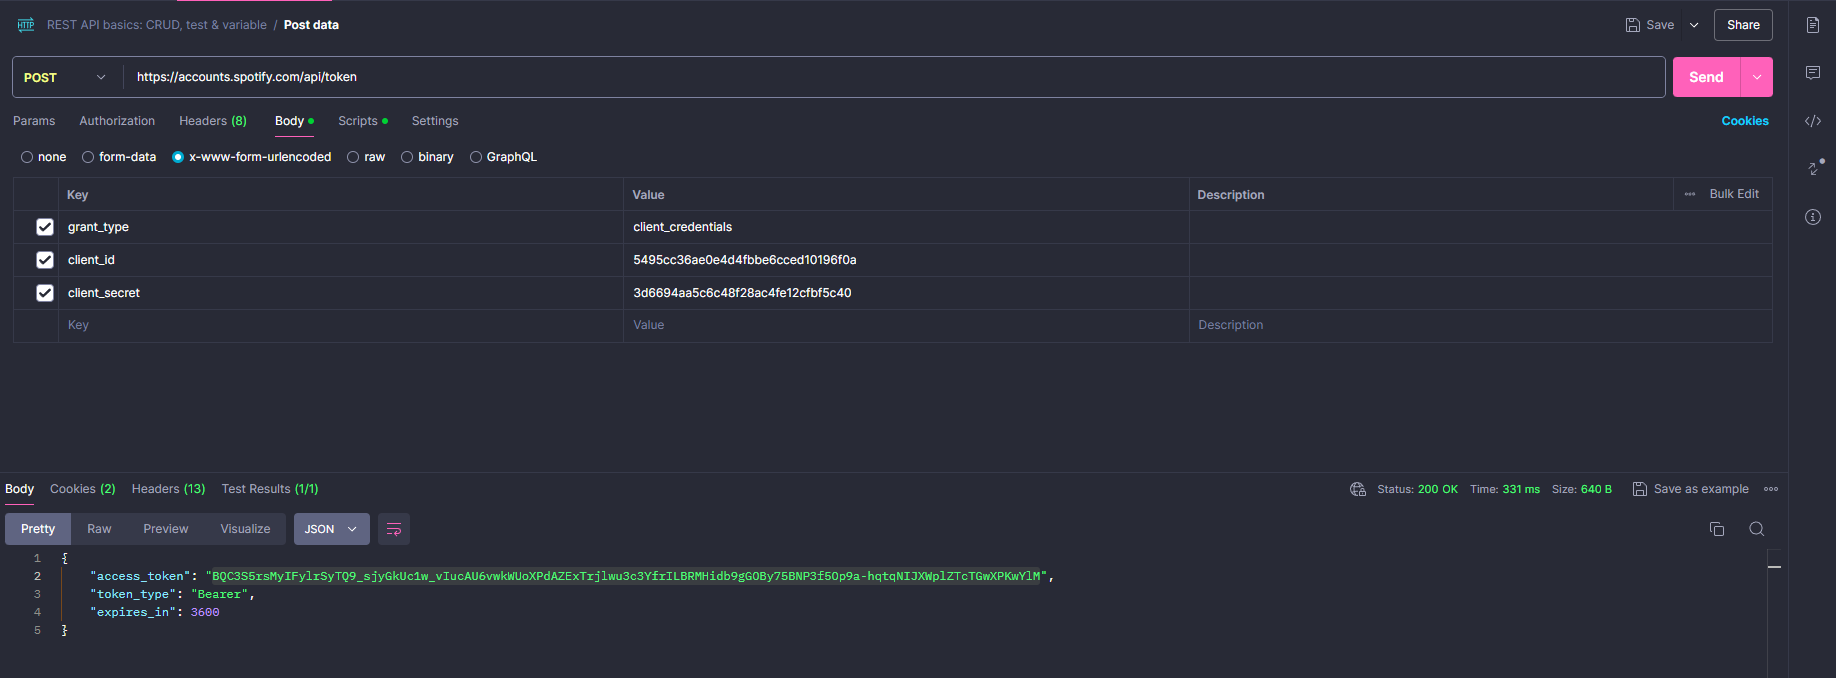 HTTP REST API basics: CRUD, test & variable / Post data Save Share
POST https://accounts.spotify.com/api/token Send
Params Authorization Headers (8) Body Scripts Settings Cookies
none form-data x-www-form-urlencoded raw binary GraphQL
Key Value Description Bulk Edit
grant_type client_credentials
client_id 5495cc36ae0e4d4fbbe6cced10196f0a
client_secret 3d6694aa5c6c48f28ac4fe12cfbf5c40
Key Value Description
Body Cookies (2) Headers (13) Test Results (1/1) Status: 200 OK Time: 331 ms Size: 640 B Save as example
Pretty Raw Preview Visualize JSON
1 {
2 "access_token": "BQC3S5rsMyIFylrSyTQ9_sjyGkUc1w_vIucAU6vwkWUoXPdAZExTrjlwu3c3YfrILBRMHidb9gGOBy75BNP3f5Op9a-hqtqNIJXWplZTcTGwXPKwYlM",
3 "token_type": "Bearer",
4 "expires_in": 3600
5 }